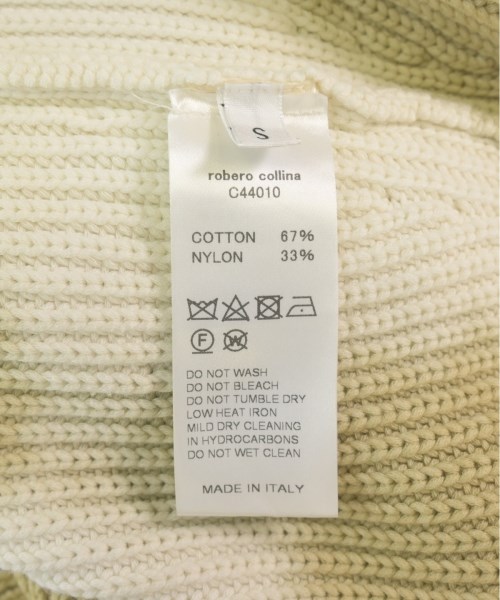 S
robero collina
C44010
COTTON 67%
NYLON 33%
F W
DO NOT WASH
DO NOT BLEACH
DO NOT TUMBLE DRY
LOW HEAT IRON
MILD DRY CLEANING
IN HYDROCARBONS
DO NOT WET CLEAN
MADE IN ITALY